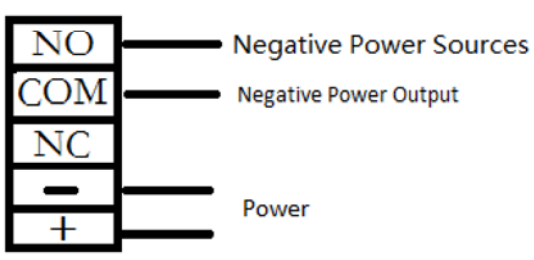 NO Negative Power Sources
COM Negative Power Output
NC
-
Power
+